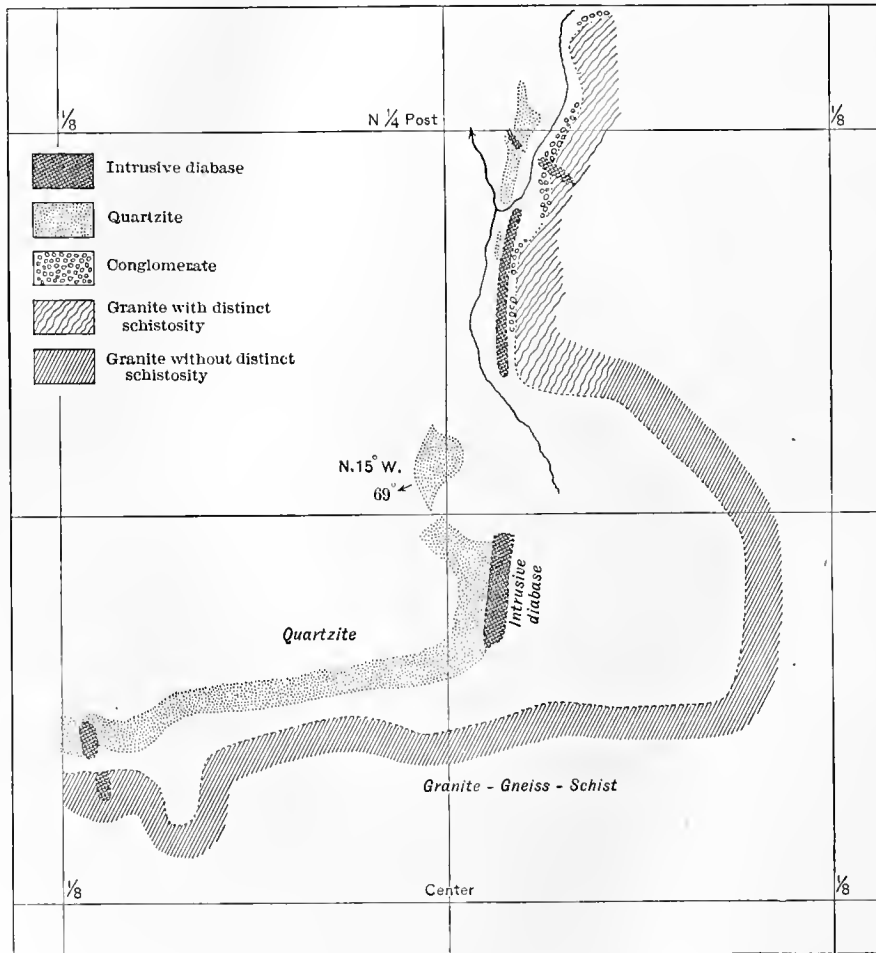 1/8
N 1/4 Post
1/8
Intrusive diabase
Quartzite
Conglomerate
Granite with distinct
schistosity
Granite without distinct
schistosity
N. 15° W.
69°
Intrusive
diabase
Quartzite
Granite - Gneiss - Schist
1/8
Center
1/8